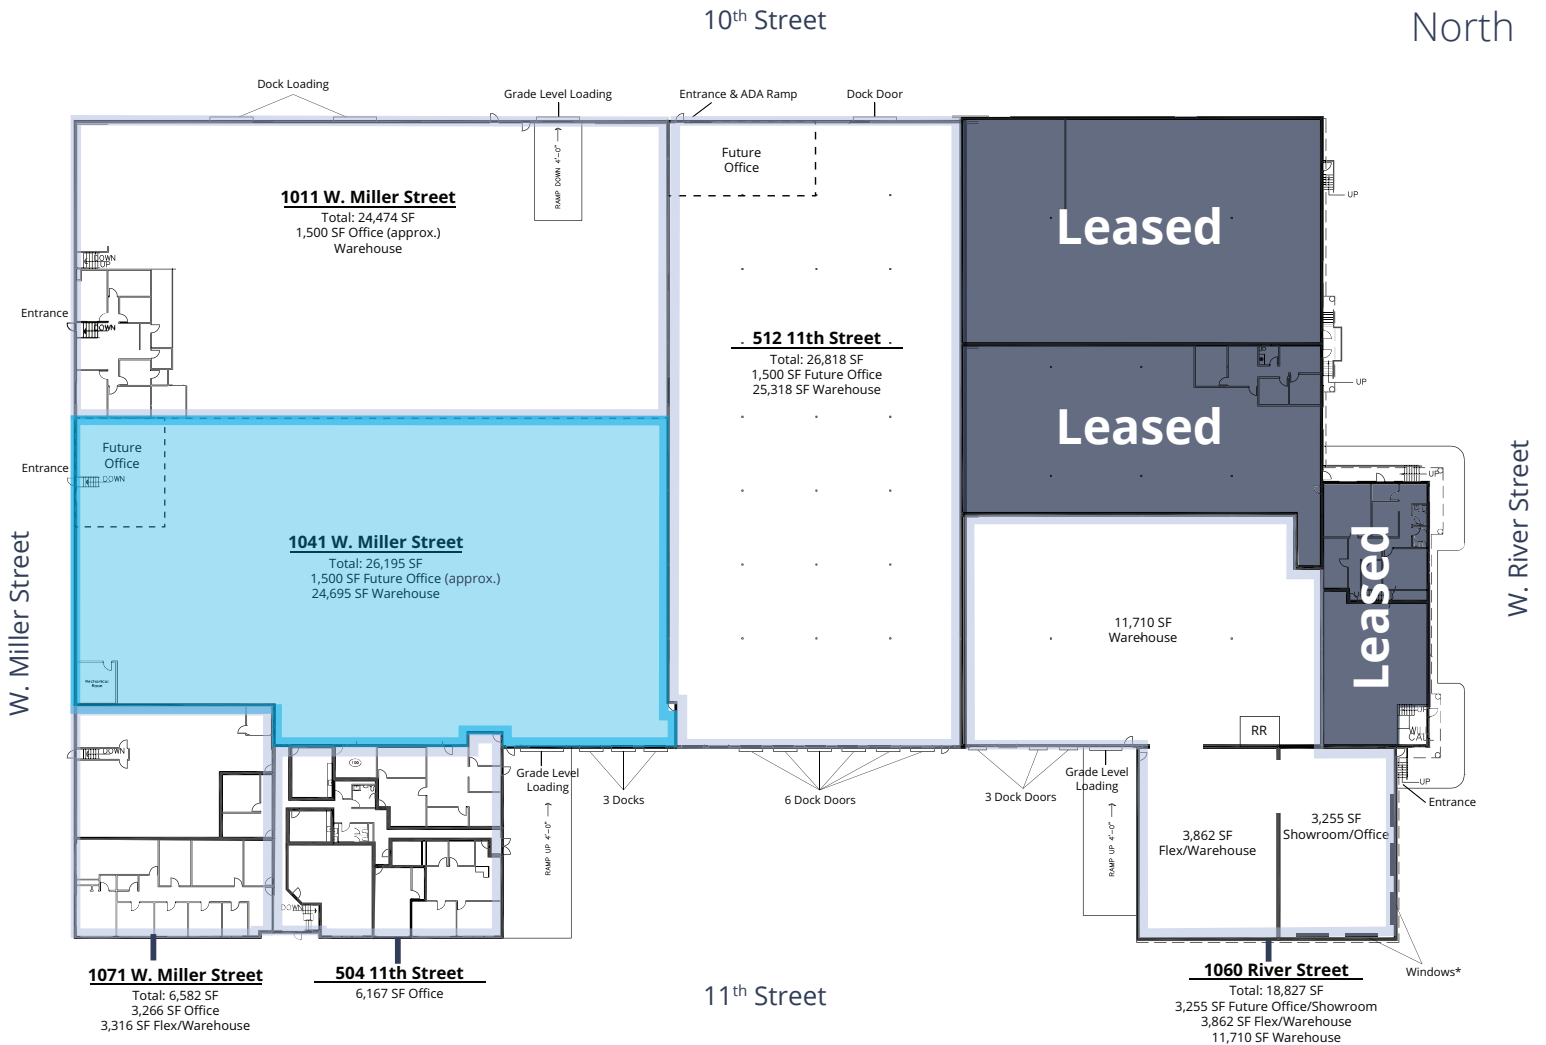 10th Street
North
Dock Loading
Grade Level Loading
Entrance & ADA Ramp
Dock Door
RAMP DOWN 4'-0"
Future
Office
1011 W. Miller Street
Total: 24,474 SF
1,500 SF Office (approx.)
Warehouse
Leased
UP
DOWN
UP
Entrance
DOWN
512 11th Street
Total: 26,818 SF
1,500 SF Future Office
25,318 SF Warehouse
UP
Leased
Future
Office
Entrance
DOWN
UP
W. Miller Street
W. River Street
1041 W. Miller Street
Total: 26,195 SF
1,500 SF Future Office (approx.)
24,695 SF Warehouse
Leased
11,710 SF
Warehouse
Mechanical
Room
RR
DOWN
100
Grade Level
Loading
3 Docks
6 Dock Doors
3 Dock Doors
Grade Level
Loading
UP
Entrance
RAMP UP 4'-0"
RAMP UP 4'-0"
3,862 SF
Flex/Warehouse
3,255 SF
Showroom/Office
DOWN
Windows*
1071 W. Miller Street
Total: 6,582 SF
3,266 SF Office
3,316 SF Flex/Warehouse
504 11th Street
6,167 SF Office
11th Street
1060 River Street
Total: 18,827 SF
3,255 SF Future Office/Showroom
3,862 SF Flex/Warehouse
11,710 SF Warehouse